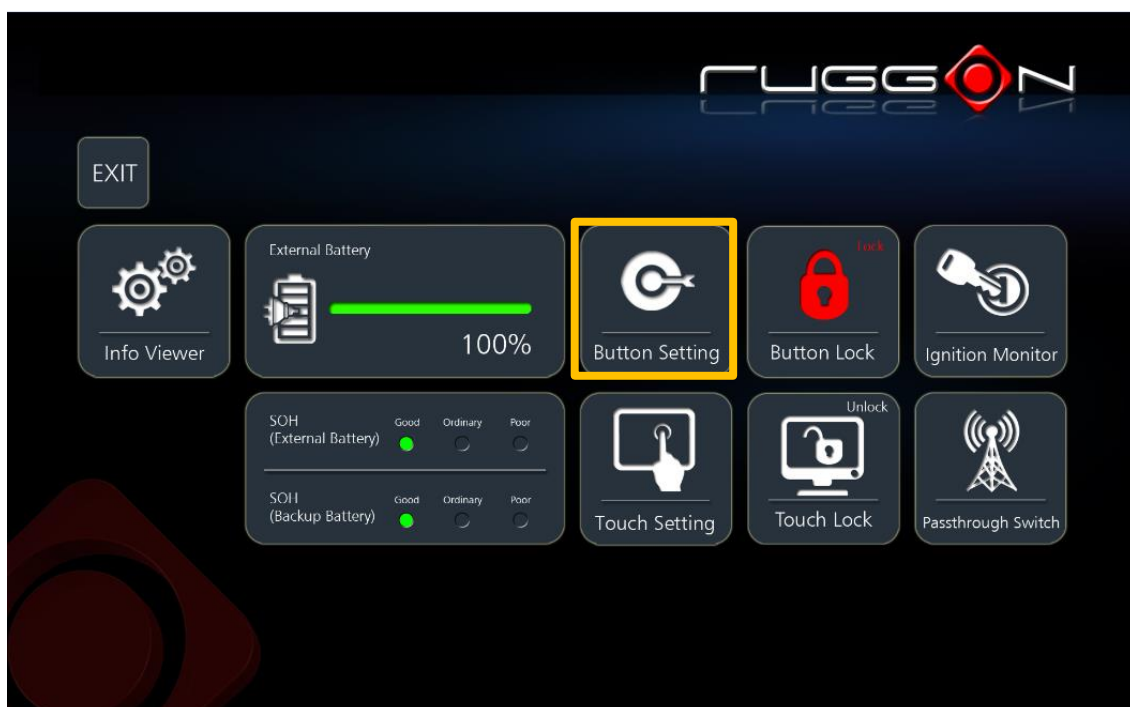 RUGGON
EXIT
Info Viewer
External Battery
100%
Button Setting
Lock
Button Lock
Ignition Monitor
SOH Good Ordinary Poor
(External Battery)
SOH Good Ordinary Poor
(Backup Battery)
Touch Setting
Unlock
Touch Lock
Passthrough Switch